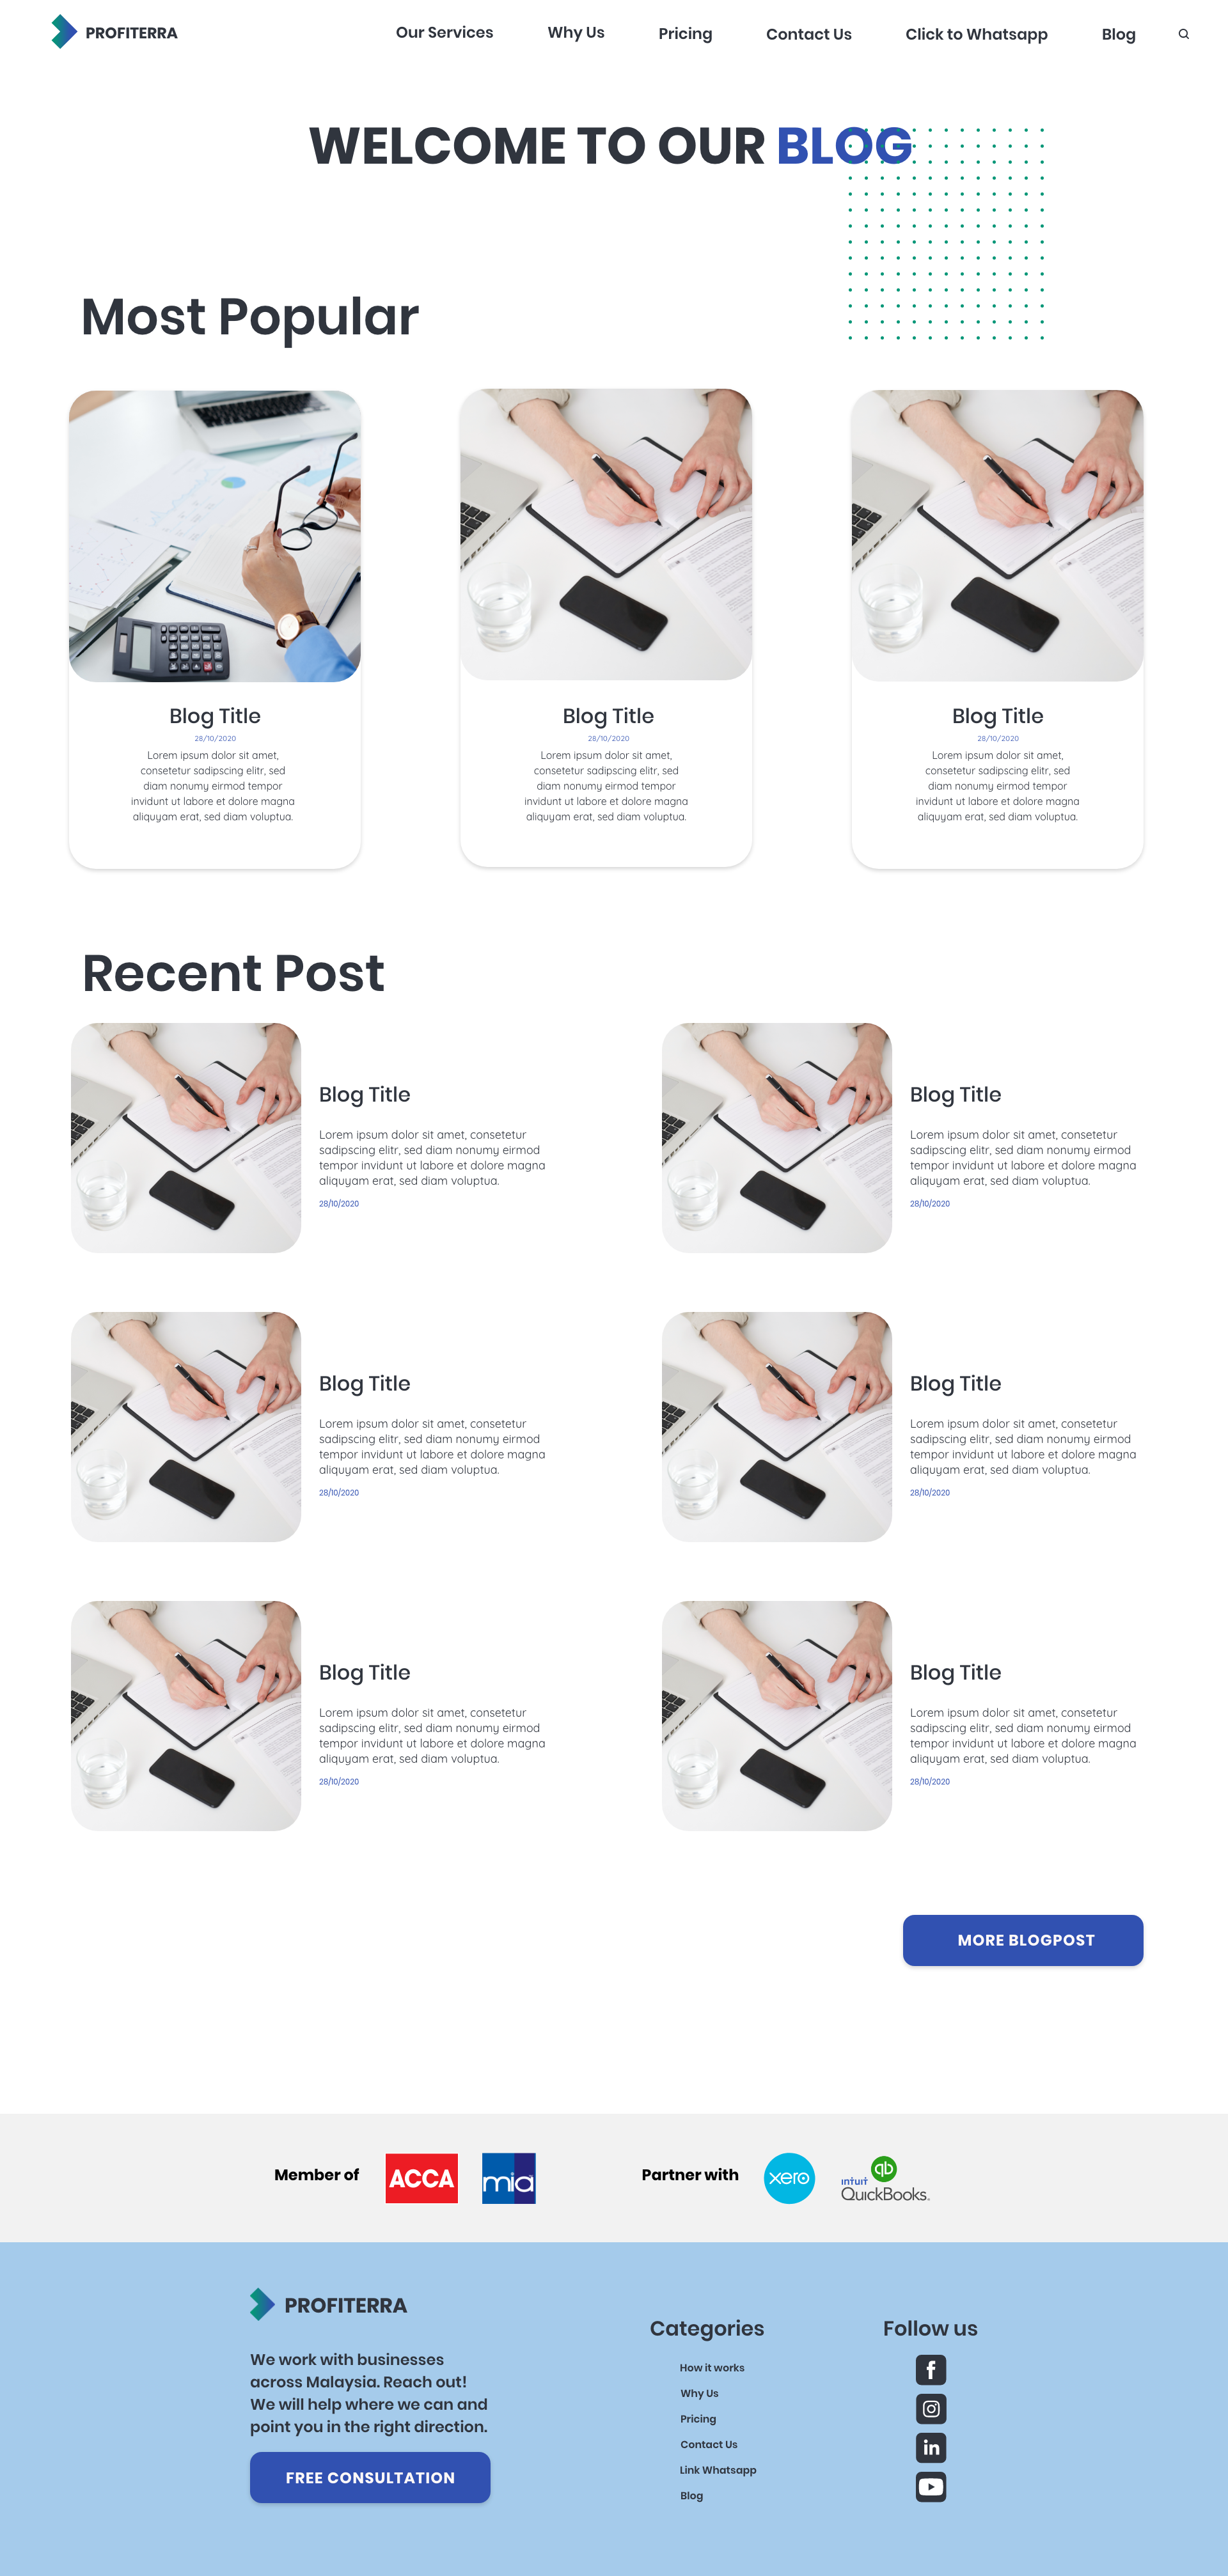 PROFITERRA
Our Services
Why Us
Pricing
Contact Us
Click to Whatsapp
Blog
WELCOME TO OUR BLOG
Most Popular
Blog Title
28/10/2020
Lorem ipsum dolor sit amet,
consetetur sadipscing elitr, sed
diam nonumy eirmod tempor
invidunt ut labore et dolore magna
aliquyam erat, sed diam voluptua.
Blog Title
28/10/2020
Lorem ipsum dolor sit amet,
consetetur sadipscing elitr, sed
diam nonumy eirmod tempor
invidunt ut labore et dolore magna
aliquyam erat, sed diam voluptua.
Blog Title
28/10/2020
Lorem ipsum dolor sit amet,
consetetur sadipscing elitr, sed
diam nonumy eirmod tempor
invidunt ut labore et dolore magna
aliquyam erat, sed diam voluptua.
Recent Post
Blog Title
Lorem ipsum dolor sit amet, consetetur
sadipscing elitr, sed diam nonumy eirmod
tempor invidunt ut labore et dolore magna
aliquyam erat, sed diam voluptua.
28/10/2020
Blog Title
Lorem ipsum dolor sit amet, consetetur
sadipscing elitr, sed diam nonumy eirmod
tempor invidunt ut labore et dolore magna
aliquyam erat, sed diam voluptua.
28/10/2020
Blog Title
Lorem ipsum dolor sit amet, consetetur
sadipscing elitr, sed diam nonumy eirmod
tempor invidunt ut labore et dolore magna
aliquyam erat, sed diam voluptua.
28/10/2020
Blog Title
Lorem ipsum dolor sit amet, consetetur
sadipscing elitr, sed diam nonumy eirmod
tempor invidunt ut labore et dolore magna
aliquyam erat, sed diam voluptua.
28/10/2020
Blog Title
Lorem ipsum dolor sit amet, consetetur
sadipscing elitr, sed diam nonumy eirmod
tempor invidunt ut labore et dolore magna
aliquyam erat, sed diam voluptua.
28/10/2020
Blog Title
Lorem ipsum dolor sit amet, consetetur
sadipscing elitr, sed diam nonumy eirmod
tempor invidunt ut labore et dolore magna
aliquyam erat, sed diam voluptua.
28/10/2020
MORE BLOGPOST
Member of
ACCA
mia
Partner with
xero
qb
intuit
QuickBooks.
PROFITERRA
We work with businesses
across Malaysia. Reach out!
We will help where we can and
point you in the right direction.
FREE CONSULTATION
Categories
How it works
Why Us
Pricing
Contact Us
Link Whatsapp
Blog
Follow us
f
in